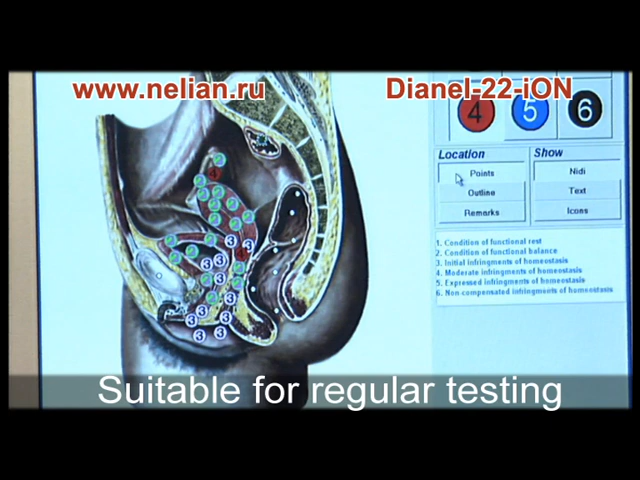 www.nelian.ru Dianel-22-iON
4 5 6
Location Show
Points Nidi
Outline Text
Remarks Icons
1. Condition of functional rest
2. Condition of functional balance
3. Initial infringments of homeostasis
4. Moderate infringments of homeostasis
5. Expressed infringments of homeostasis
6. Non-compensated infringments of homeostasis
Suitable for regular testing